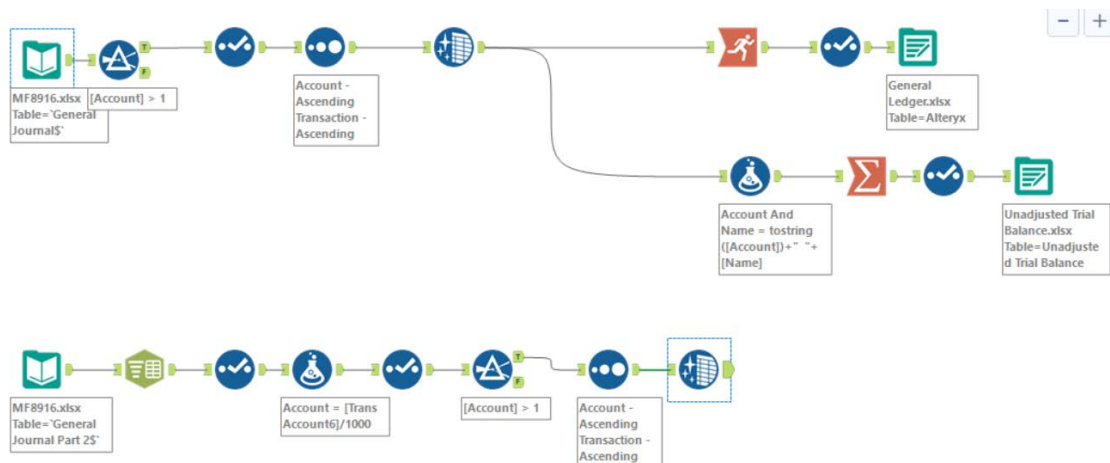 − +
T
F
MF8916.xlsx
Table=`General
Journal$`
[Account] > 1
Account -
Ascending
Transaction -
Ascending
General
Ledger.xlsx
Table=Alteryx
Account And
Name = tostring
([Account])+"  "+
[Name]
Unadjusted Trial
Balance.xlsx
Table=Unadjuste
d Trial Balance
T
F
MF8916.xlsx
Table=`General
Journal Part 2$`
Account = [Trans
Account6]/1000
[Account] > 1
Account -
Ascending
Transaction -
Ascending